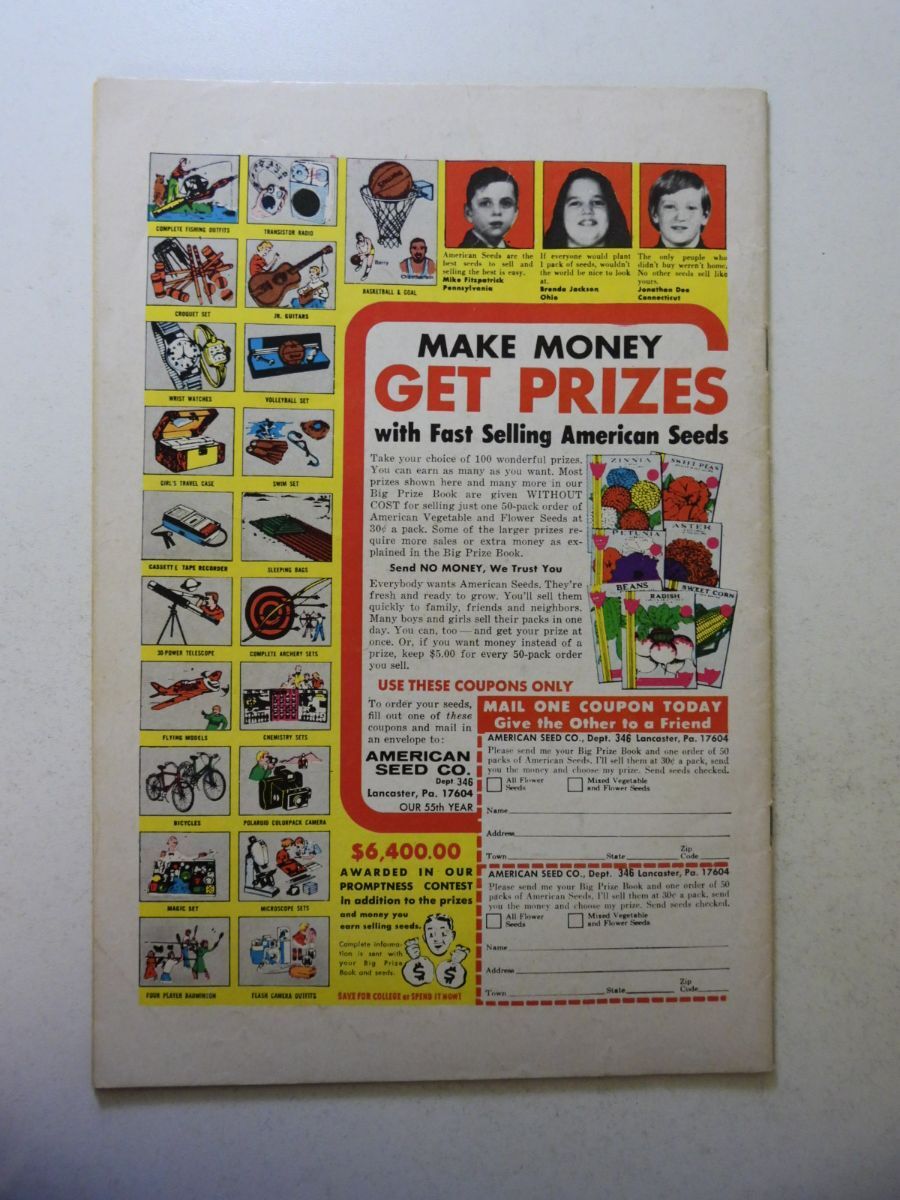 COMPLETE FISHING OUTFITS
TRANSISTOR RADIO
CROQUET SET
JR. GUITARS
WRIST WATCHES
VOLLEYBALL SET
GIRL'S TRAVEL CASE
SWIM SET
CASSETTE TAPE RECORDER
SLEEPING BAGS
30-POWER TELESCOPE
COMPLETE ARCHERY SETS
FLYING MODELS
CHEMISTRY SETS
BICYCLES
POLAROID COLORPACK CAMERA
MAGIC SET
MICROSCOPE SETS
FOUR PLAYER BADMINTON
FLASH CAMERA OUTFITS
SPALDING
Barry
BASKETBALL & GOAL
American Seeds are the
best seeds to sell and
selling the best is easy.
Mike Fitzpatrick
Pennsylvania
If everyone would plant
1 pack of seeds, wouldn't
the world be nice to look
at.
Brenda Jackson
Ohio
The only people who
didn't buy weren't home.
No other seeds sell like
yours.
Jonathan Dee
Connecticut
MAKE MONEY
GET PRIZES
with Fast Selling American Seeds
Take your choice of 100 wonderful prizes.
You can earn as many as you want. Most
prizes shown here and many more in our
Big Prize Book are given WITHOUT
COST for selling just one 50-pack order of
American Vegetable and Flower Seeds at
30¢ a pack. Some of the larger prizes re-
quire more sales or extra money as ex-
plained in the Big Prize Book.
Send NO MONEY, We Trust You
Everybody wants American Seeds. They're
fresh and ready to grow. You'll sell them
quickly to family, friends and neighbors.
Many boys and girls sell their packs in one
day. You can, too — and get your prize at
once. Or, if you want money instead of a
prize, keep $5.00 for every 50-pack order
you sell.
ZINNIA
SWEET PEAS
PETUNIA
ASTER
BEANS
RADISH
SWEET CORN
USE THESE COUPONS ONLY
To order your seeds,
fill out one of these
coupons and mail in
an envelope to:
AMERICAN
SEED CO.
Dept 346
Lancaster, Pa. 17604
OUR 55th YEAR
$6,400.00
AWARDED IN OUR
PROMPTNESS CONTEST
In addition to the prizes
and money you
earn selling seeds.
Complete informa-
tion is sent with
your Big Prize
Book and seeds.
$ $
SAVE FOR COLLEGE or SPEND IT NOW!
MAIL ONE COUPON TODAY
Give the Other to a Friend
AMERICAN SEED CO., Dept. 346 Lancaster, Pa. 17604
Please send me your Big Prize Book and one order of 50
packs of American Seeds. I'll sell them at 30¢ a pack, send
you the money and choose my prize. Send seeds checked.
All Flower Seeds
Mixed Vegetable and Flower Seeds
Name
Address
Town State Zip Code
AMERICAN SEED CO., Dept. 346 Lancaster, Pa. 17604
Please send me your Big Prize Book and one order of 50
packs of American Seeds. I'll sell them at 30¢ a pack, send
you the money and choose my prize. Send seeds checked.
All Flower Seeds
Mixed Vegetable and Flower Seeds
Name
Address
Town State Zip Code